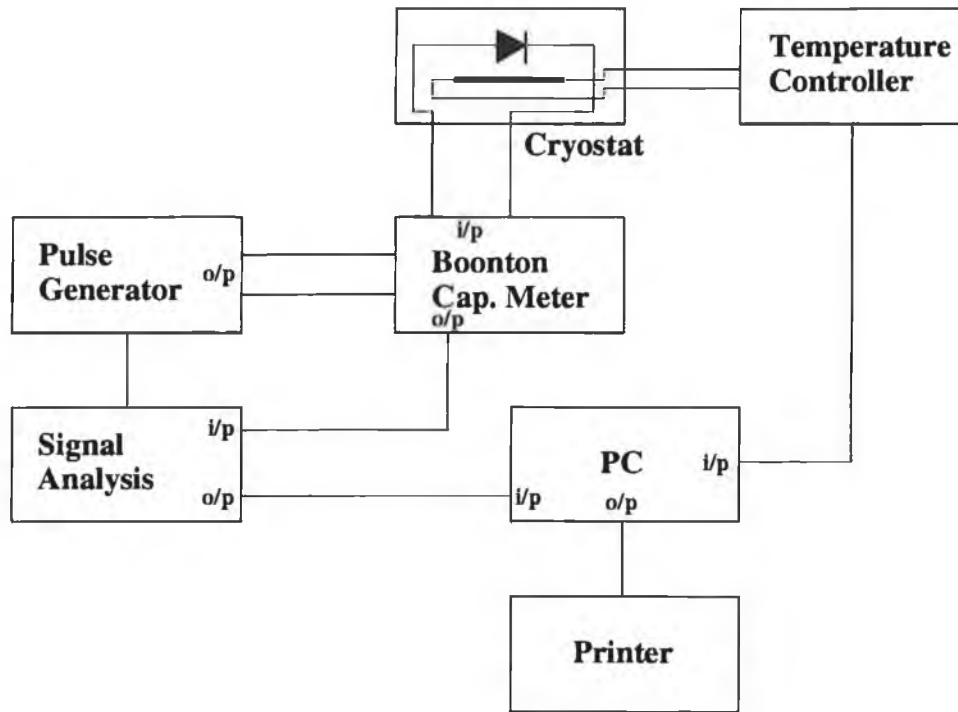 Temperature
Controller
Cryostat
Pulse
Generator
o/p
i/p
Boonton
Cap. Meter
o/p
Signal
Analysis
i/p
o/p
PC
i/p
i/p
o/p
Printer